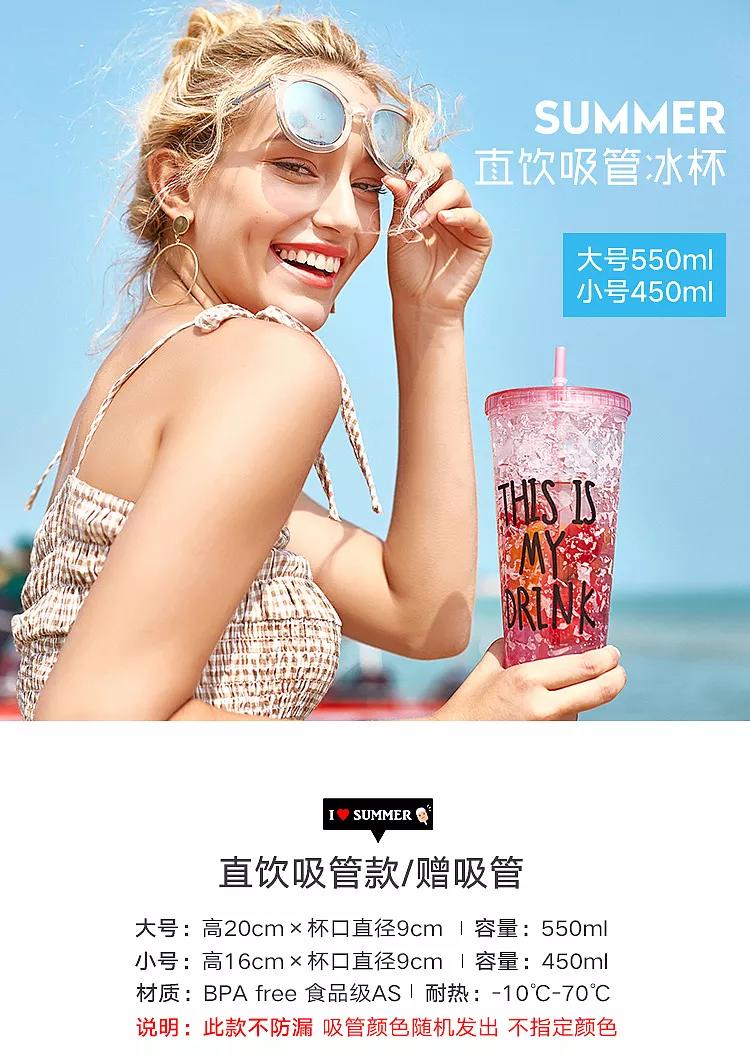 SUMMER
直饮吸管冰杯
大号550ml
小号450ml
THIS IS
MY
DRINK
I ❤ SUMMER
直饮吸管款/赠吸管
大号：高20cm×杯口直径9cm | 容量：550ml
小号：高16cm×杯口直径9cm | 容量：450ml
材质：BPA free 食品级AS | 耐热：-10℃-70℃
说明：此款不防漏 吸管颜色随机发出 不指定颜色